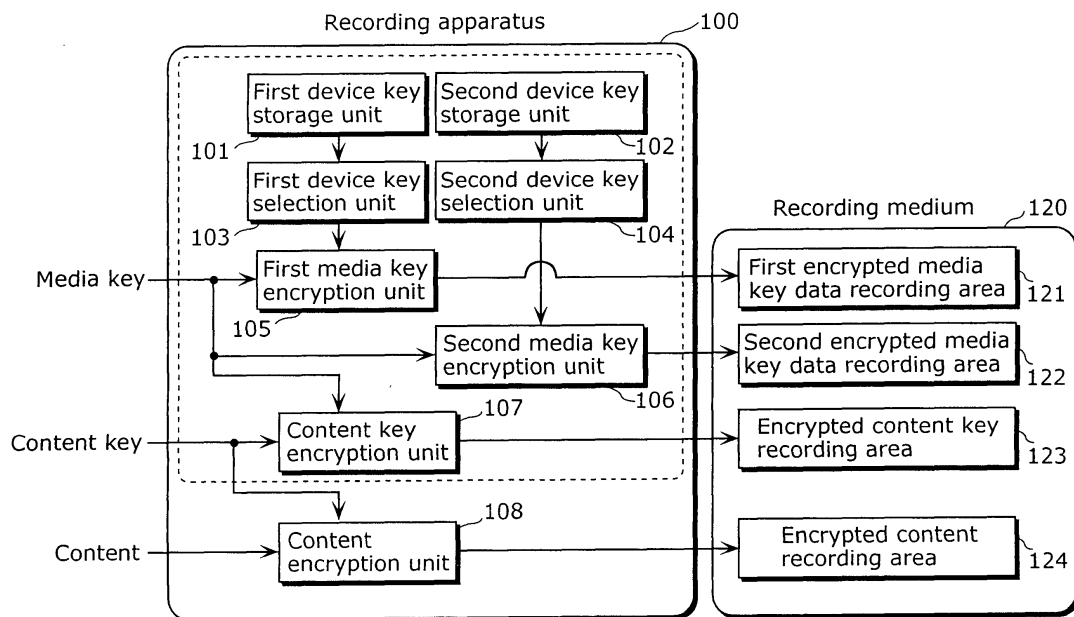 Recording apparatus
100
First device key
storage unit
Second device key
storage unit
101
102
First device key
selection unit
Second device key
selection unit
103
104
Recording medium
120
Media key
First media key
encryption unit
105
First encrypted media
key data recording area
121
Second media key
encryption unit
106
Second encrypted media
key data recording area
122
Content key
107
Content key
encryption unit
Encrypted content key
recording area
123
Content
108
Content
encryption unit
Encrypted content
recording area
124